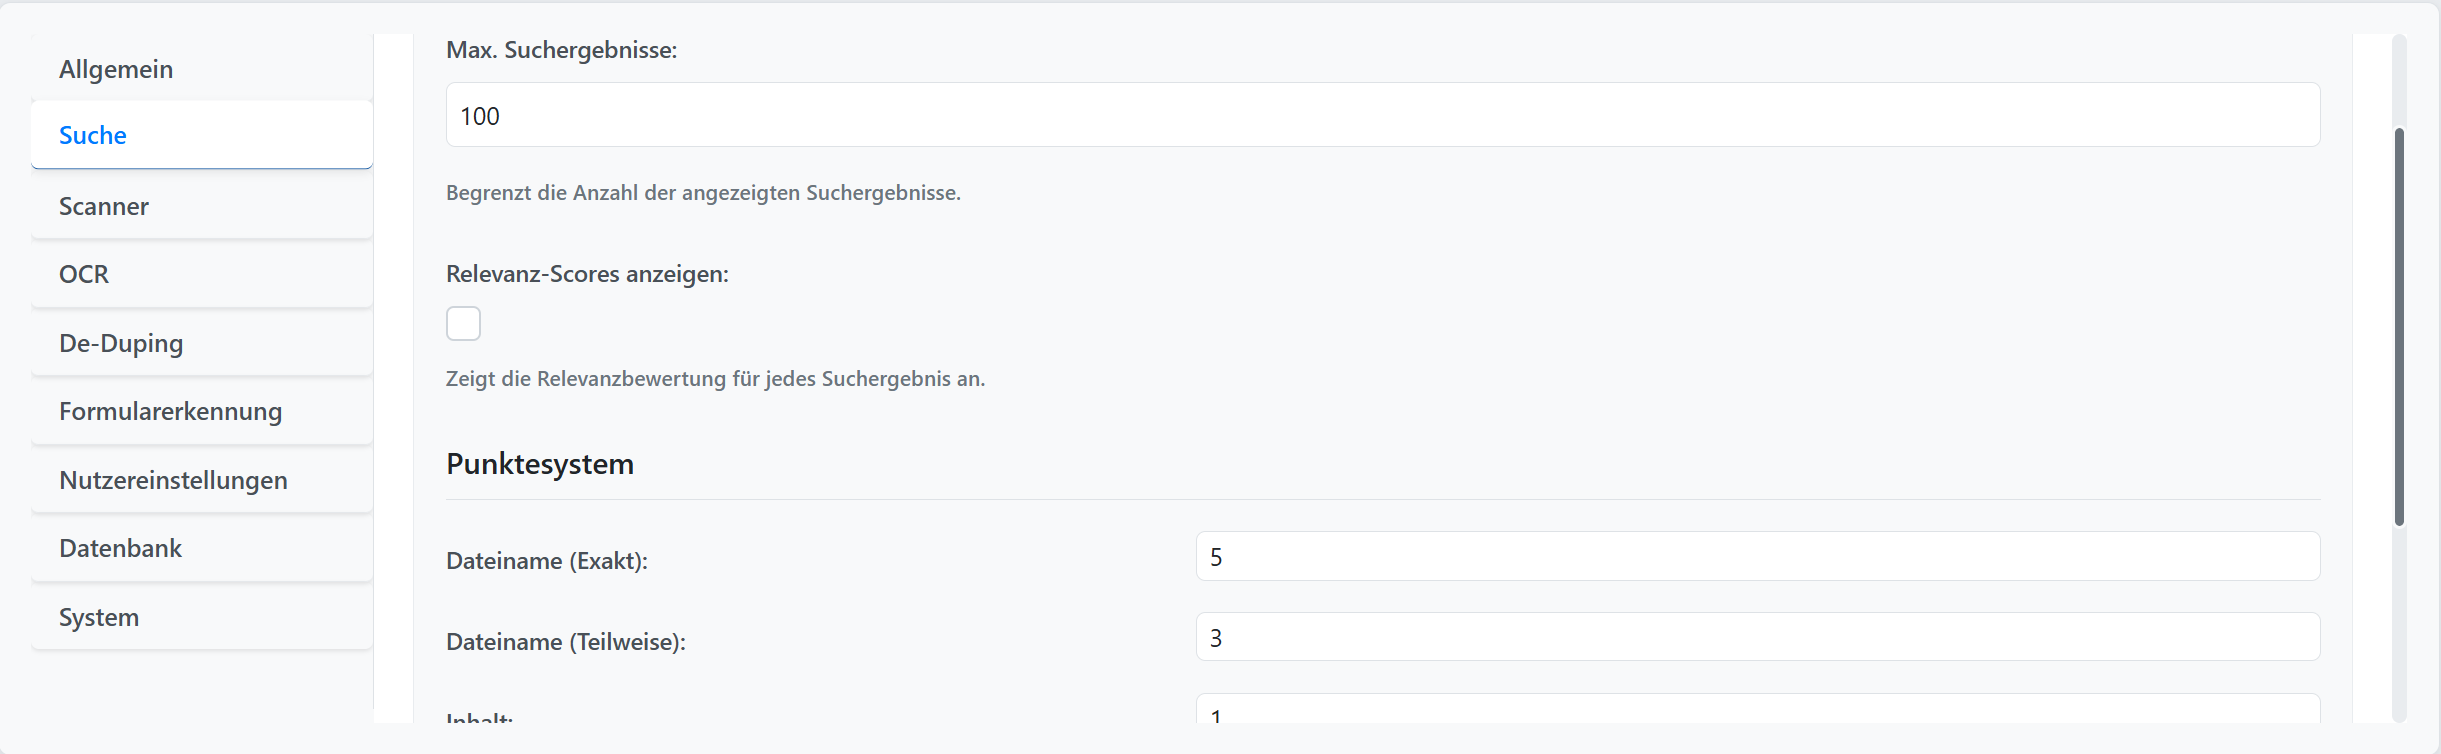 Allgemein
Suche
Scanner
OCR
De-Duping
Formularerkennung
Nutzereinstellungen
Datenbank
System
Max. Suchergebnisse:
100
Begrenzt die Anzahl der angezeigten Suchergebnisse.
Relevanz-Scores anzeigen:
Zeigt die Relevanzbewertung für jedes Suchergebnis an.
Punktesystem
Dateiname (Exakt):
5
Dateiname (Teilweise):
3
Inhalt:
1